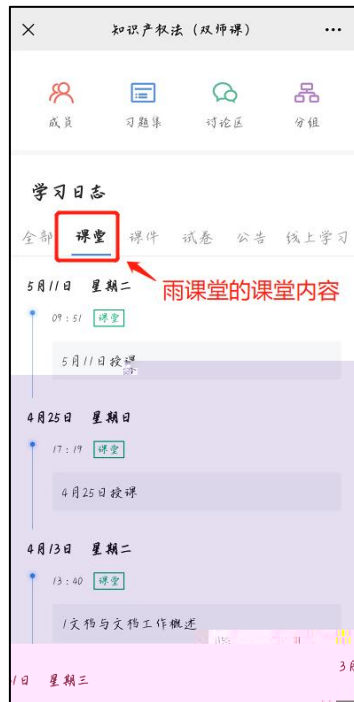 知识产权法（双师课）
成员 习题集 讨论区 分组
学习日志
全部 课堂 课件 试卷 公告 线上学习
5月11日 星期二
雨课堂的课堂内容
09:51 课堂
5月11日授课
4月25日 星期日
17:19 课堂
4月25日授课
4月13日 星期二
13:40 课堂
1文档与文档工作概述
日 星期三
3月